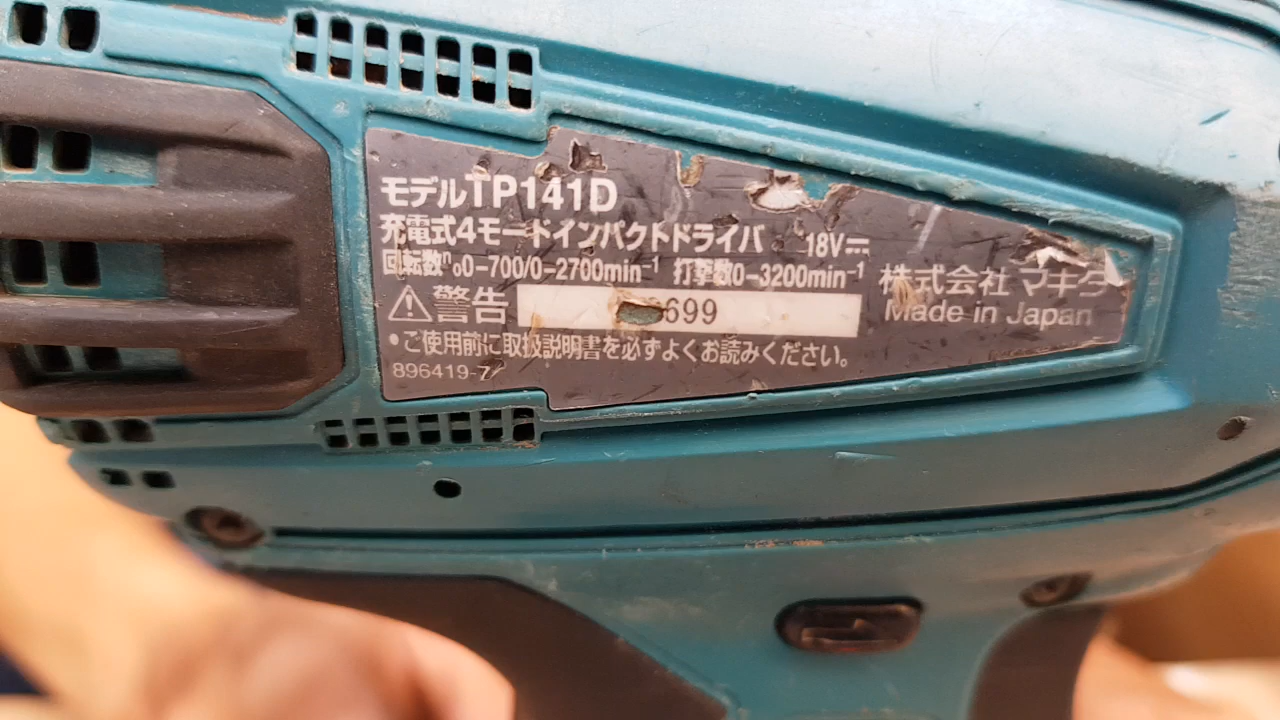 モデルTP141D
充電式4モードインパクトドライバ 18V⎓
回転数n₀0-700/0-2700min⁻¹ 打撃数0-3200min⁻¹
⚠警告 699
•ご使用前に取扱説明書を必ずよくお読みください。
896419-7
株式会社 マキタ
Made in Japan